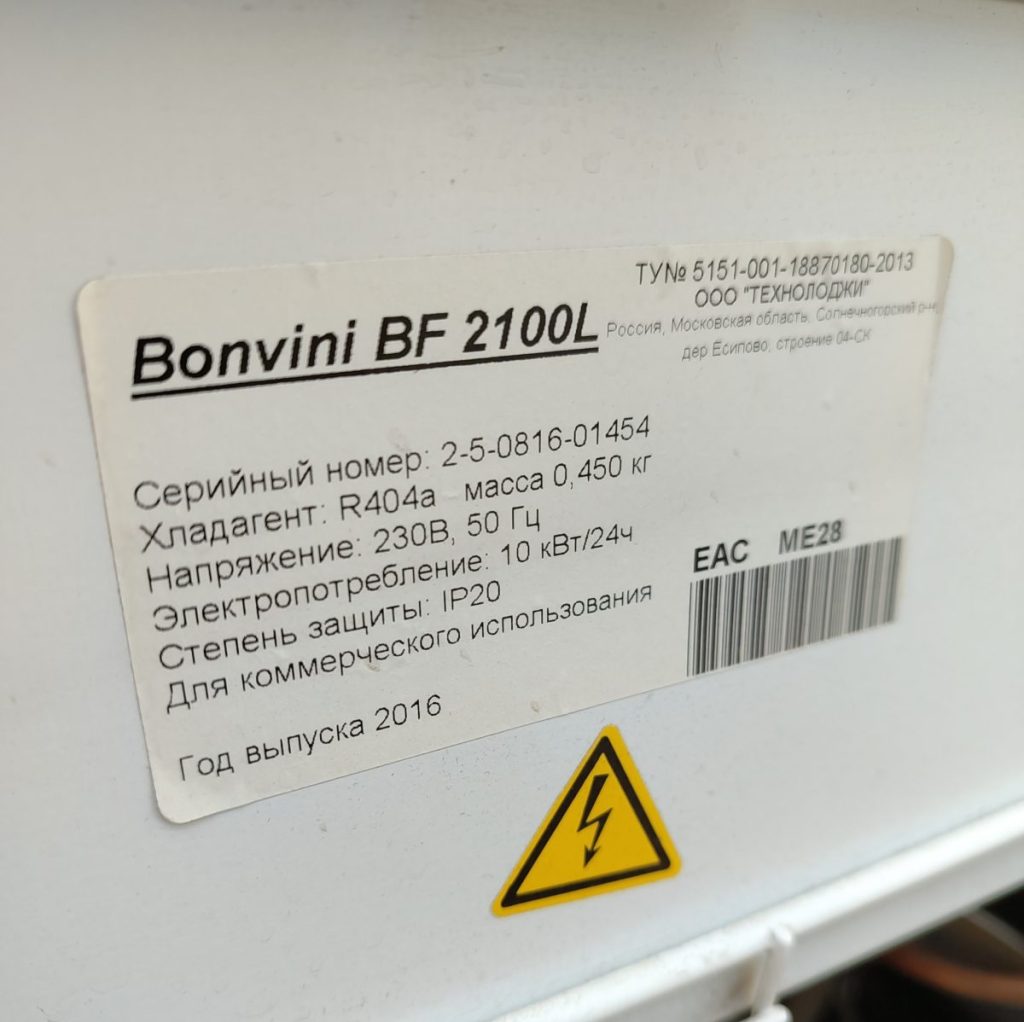 ТУ№ 5151-001-18870180-2013
ООО "ТЕХНОЛОДЖИ"
Россия, Московская область, Солнечногорский р-н,
дер Есипово, строение 04-СК
Bonvini BF 2100L
Серийный номер: 2-5-0816-01454
Хладагент: R404a масса 0,450 кг
Напряжение: 230В, 50 Гц
Электропотребление: 10 кВт/24ч
Степень защиты: IP20
Для коммерческого использования
EAC ME28
Год выпуска 2016